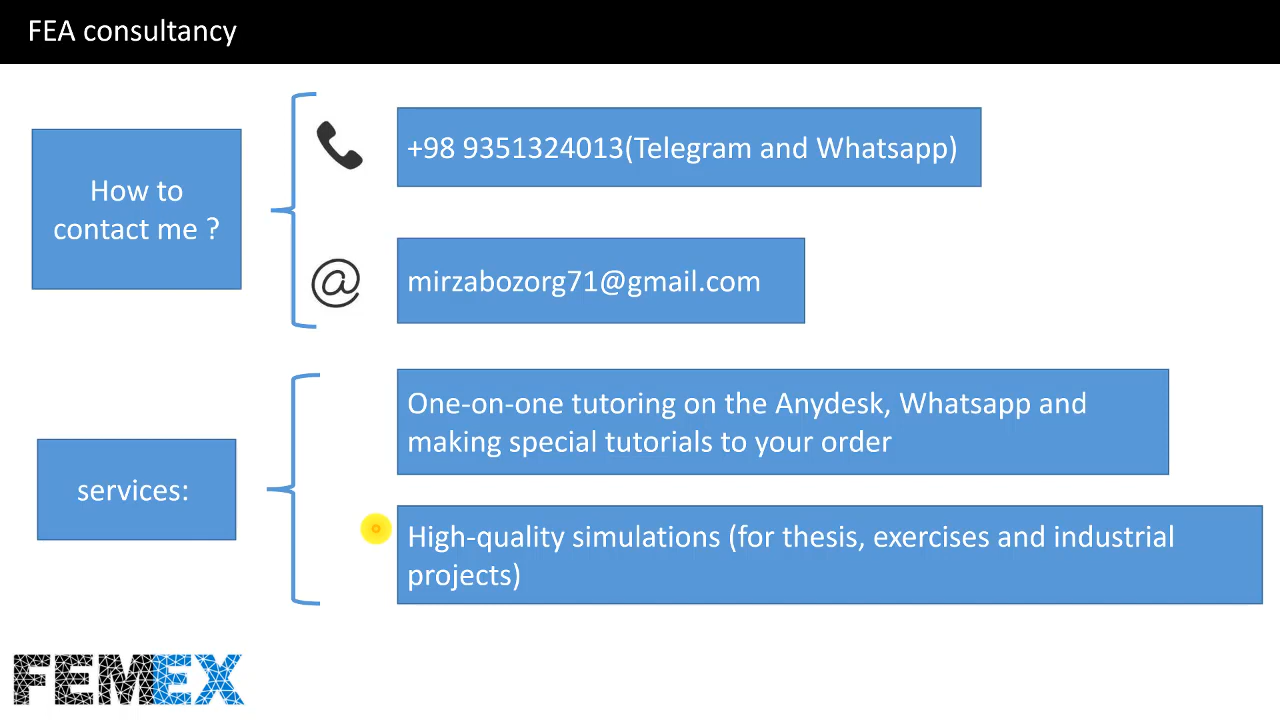 FEA consultancy
How to
contact me ?
+98 9351324013(Telegram and Whatsapp)
@
mirzabozorg71@gmail.com
services:
One-on-one tutoring on the Anydesk, Whatsapp and
making special tutorials to your order
High-quality simulations (for thesis, exercises and industrial
projects)
FEMEX